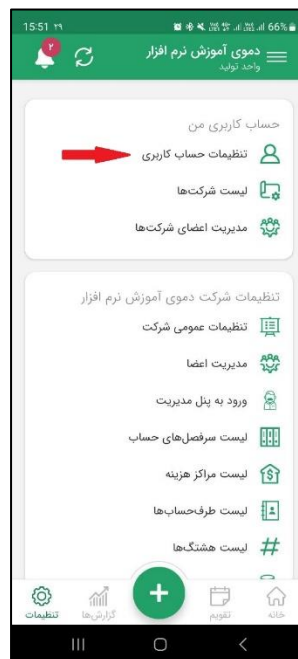 15:51 ۲۹ 66%
دموی آموزش نرم افزار
واحد تولید
۲
حساب کاربری من
تنظیمات حساب کاربری
لیست شرکت‌ها
مدیریت اعضای شرکت‌ها
تنظیمات شرکت دموی آموزش نرم افزار
تنظیمات عمومی شرکت
مدیریت اعضا
ورود به پنل مدیریت
لیست سرفصل‌های حساب
لیست مراکز هزینه
لیست طرف‌حساب‌ها
لیست هشتگ‌ها
خانه
تقویم
گزارش‌ها
تنظیمات